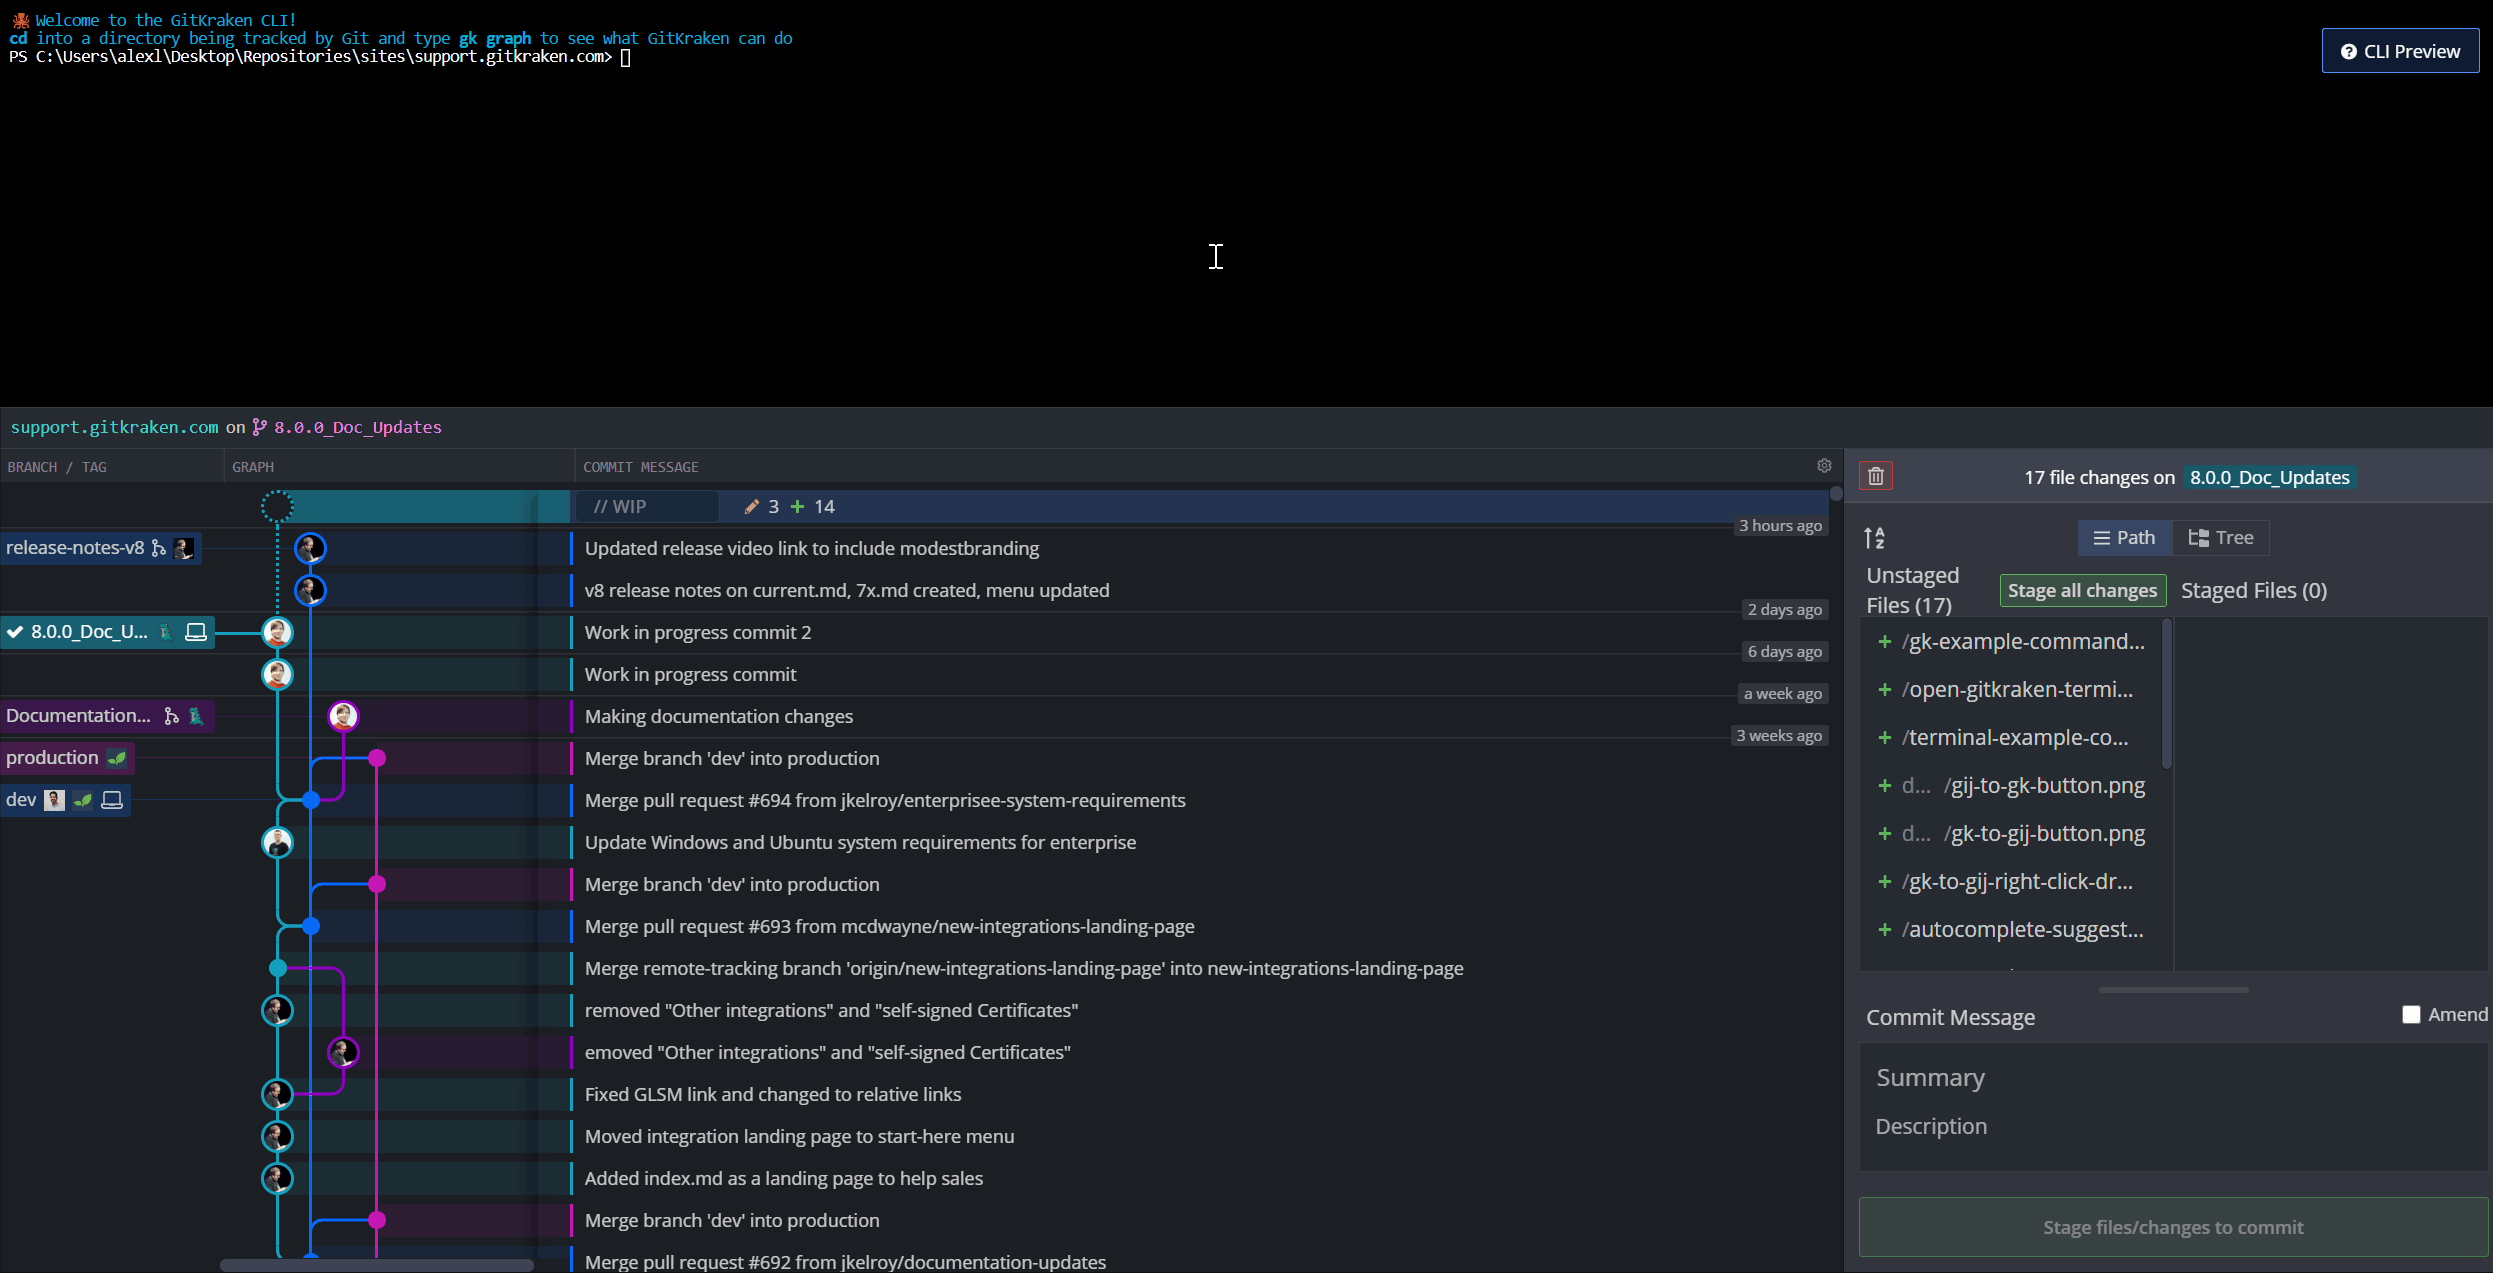 Welcome to the GitKraken CLI!
cd into a directory being tracked by Git and type gk graph to see what GitKraken can do
PS C:\Users\alexl\Desktop\Repositories\sites\support.gitkraken.com>
CLI Preview
support.gitkraken.com on 8.0.0_Doc_Updates
BRANCH / TAG
GRAPH
COMMIT MESSAGE
// WIP
3
14
3 hours ago
release-notes-v8
Updated release video link to include modestbranding
v8 release notes on current.md, 7x.md created, menu updated
2 days ago
8.0.0_Doc_U...
Work in progress commit 2
6 days ago
Work in progress commit
a week ago
Documentation...
Making documentation changes
3 weeks ago
production
Merge branch 'dev' into production
dev
Merge pull request #694 from jkelroy/enterprisee-system-requirements
Update Windows and Ubuntu system requirements for enterprise
Merge branch 'dev' into production
Merge pull request #693 from mcdwayne/new-integrations-landing-page
Merge remote-tracking branch 'origin/new-integrations-landing-page' into new-integrations-landing-page
removed "Other integrations" and "self-signed Certificates"
emoved "Other integrations" and "self-signed Certificates"
Fixed GLSM link and changed to relative links
Moved integration landing page to start-here menu
Added index.md as a landing page to help sales
Merge branch 'dev' into production
Merge pull request #692 from jkelroy/documentation-updates
17 file changes on 8.0.0_Doc_Updates
Path
Tree
Unstaged
Files (17)
Stage all changes
Staged Files (0)
+ /gk-example-command...
+ /open-gitkraken-termi...
+ /terminal-example-co...
+ d... /gij-to-gk-button.png
+ d... /gk-to-gij-button.png
+ /gk-to-gij-right-click-dr...
+ /autocomplete-suggest...
Commit Message
Amend
Summary
Description
Stage files/changes to commit